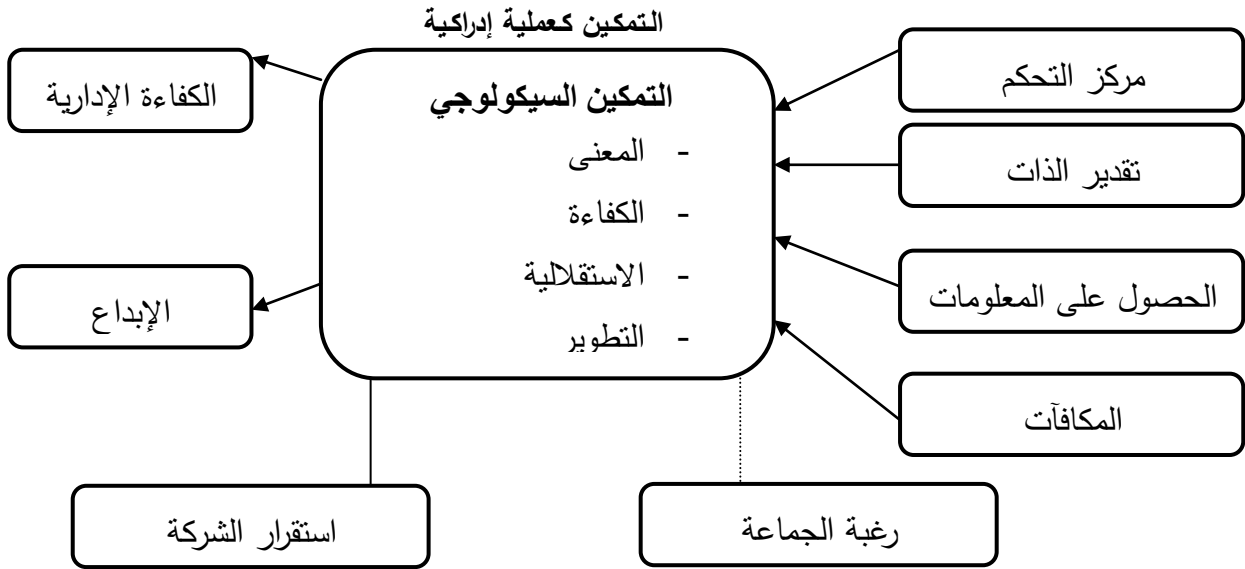 التمكين كعملية إدراكية
مركز التحكم
تقدير الذات
الحصول على المعلومات
المكافآت
التمكين السيكولوجي
- المعنى
- الكفاءة
- الاستقلالية
- التطوير
الكفاءة الإدارية
الإبداع
رغبة الجماعة
استقرار الشركة